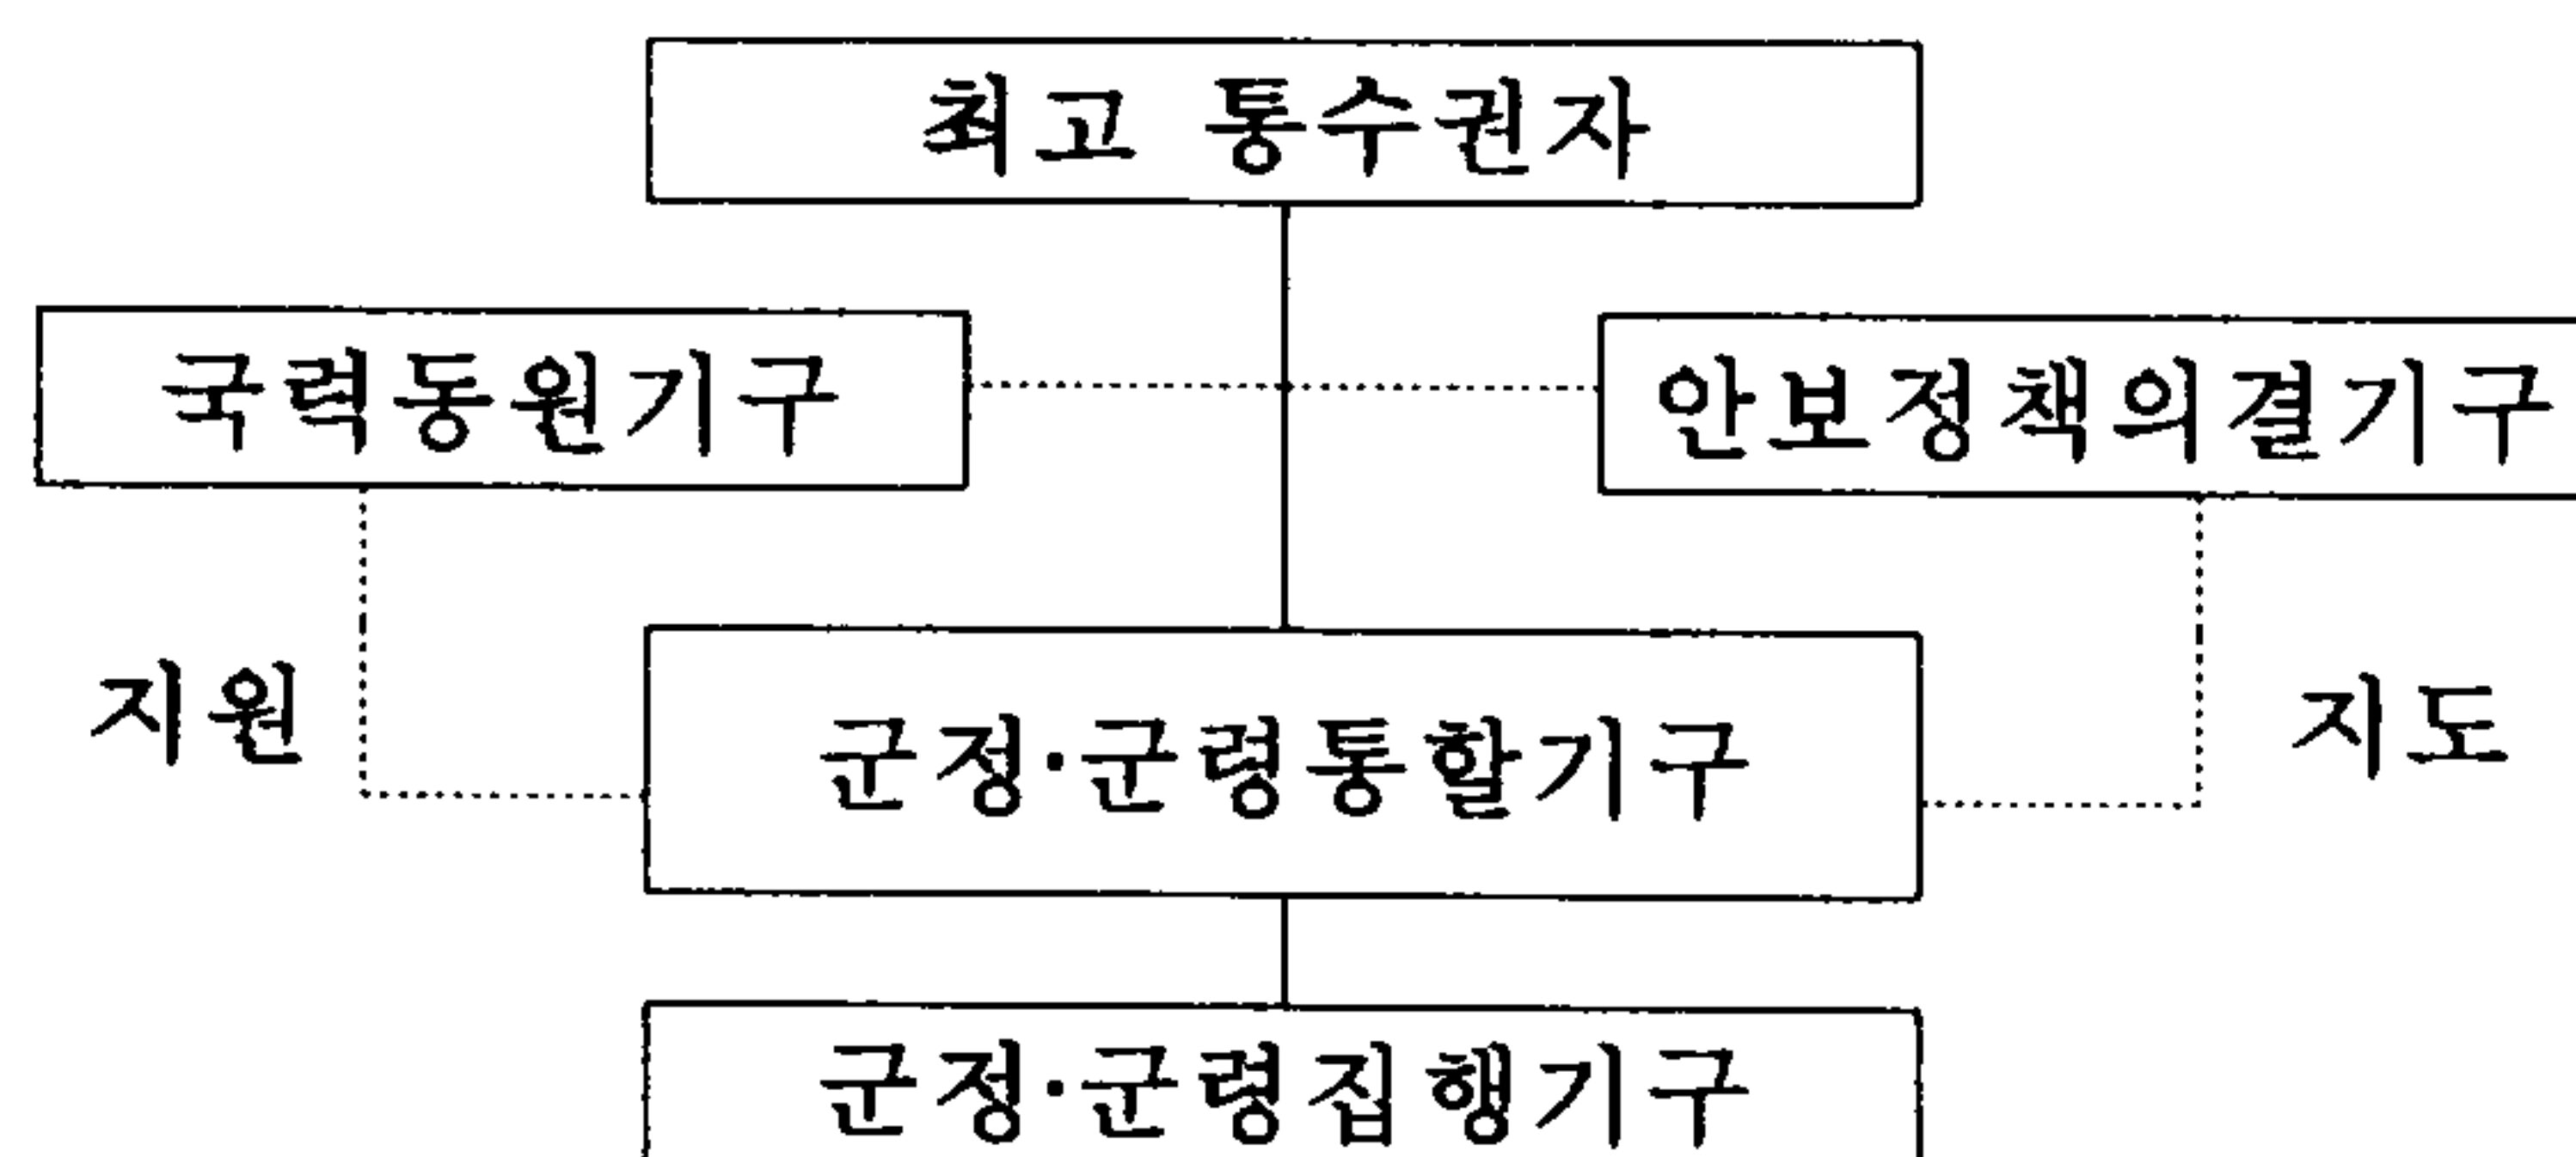 최고 통수권자
국력동원기구
안보정책의결기구
지원
군정·군령통할기구
지도
군정·군령집행기구